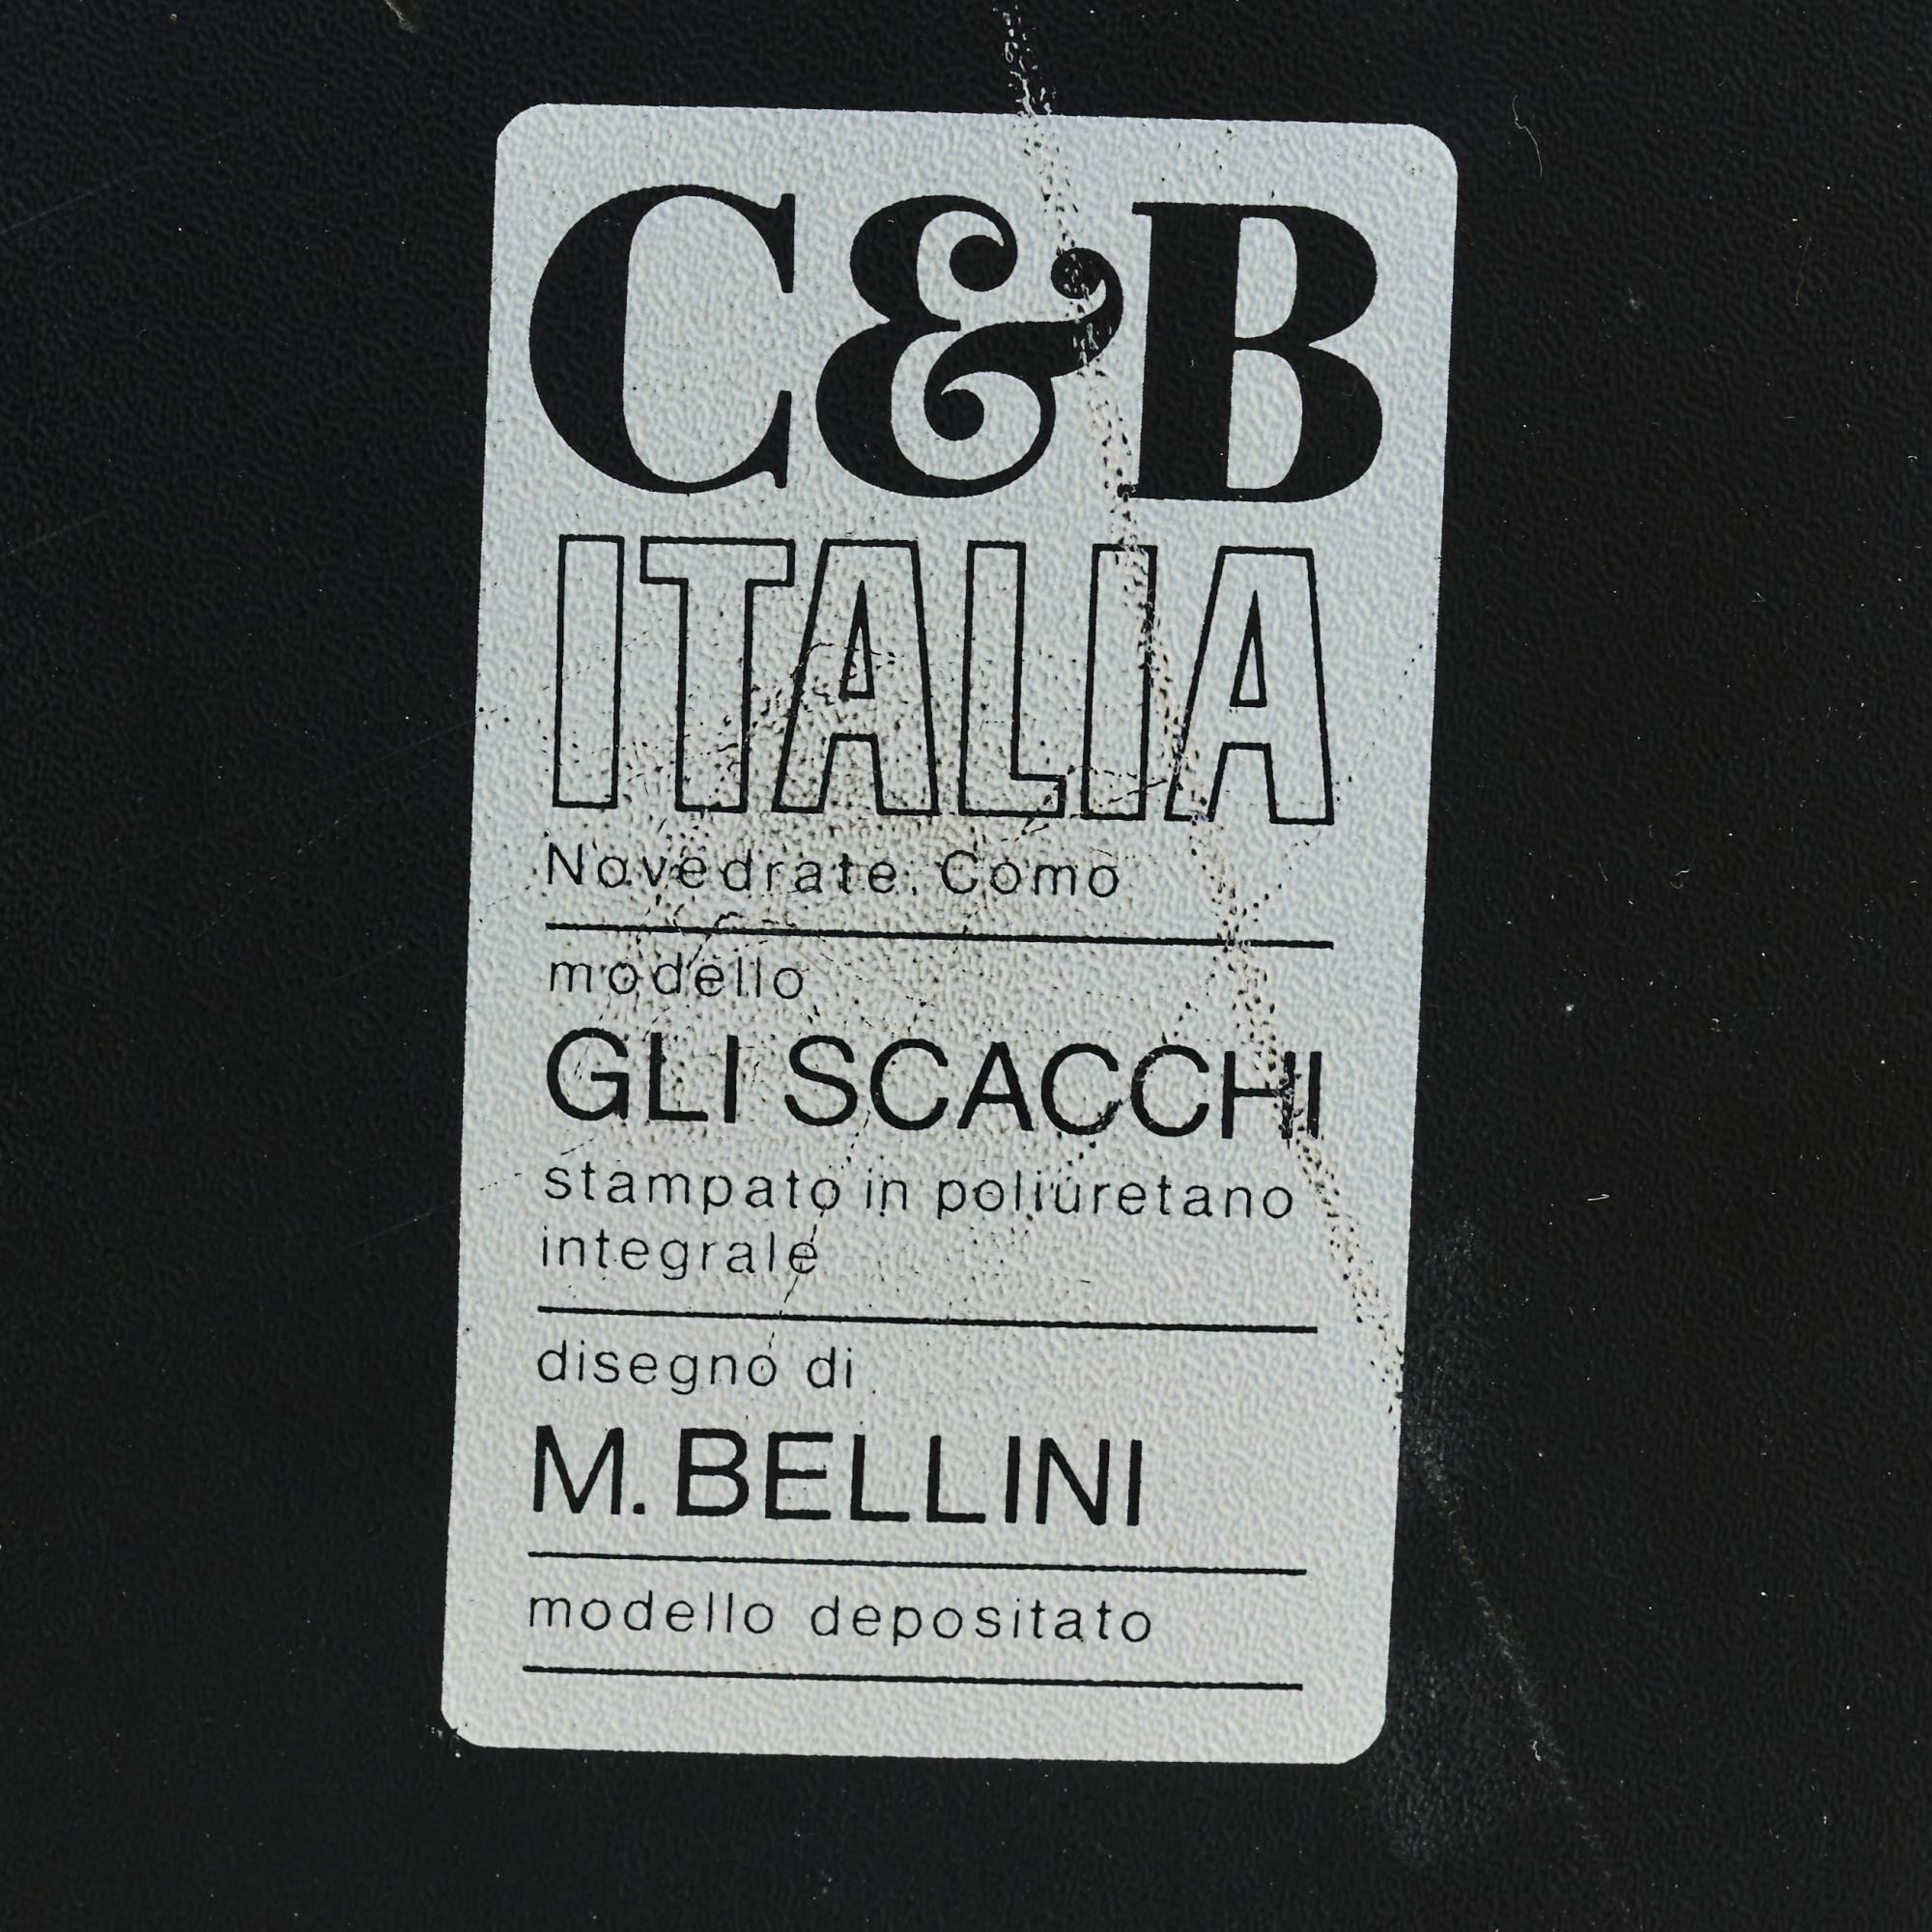 C&B
ITALIA
Novedrate, Como
modello
GLI SCACCHI
stampato in poliuretano
integrale
disegno di
M. BELLINI
modello depositato